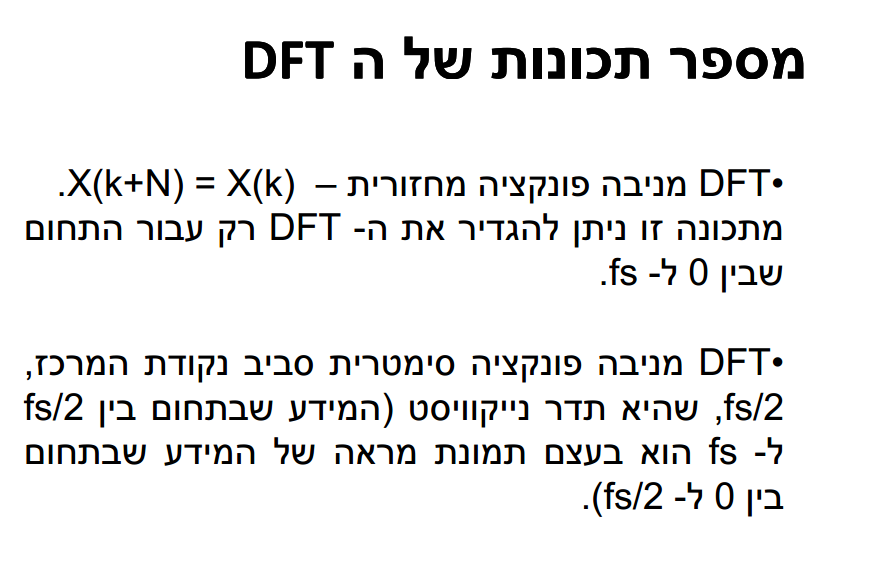 מספר תכונות של ה DFT
•DFT מניבה פונקציה מחזורית – X(k+N) = X(k).
מתכונה זו ניתן להגדיר את ה- DFT רק עבור התחום
שבין 0 ל- fs.
•DFT מניבה פונקציה סימטרית סביב נקודת המרכז,
fs/2, שהיא תדר נייקוויסט (המידע שבתחום בין fs/2
ל- fs הוא בעצם תמונת מראה של המידע שבתחום
בין 0 ל- fs/2).